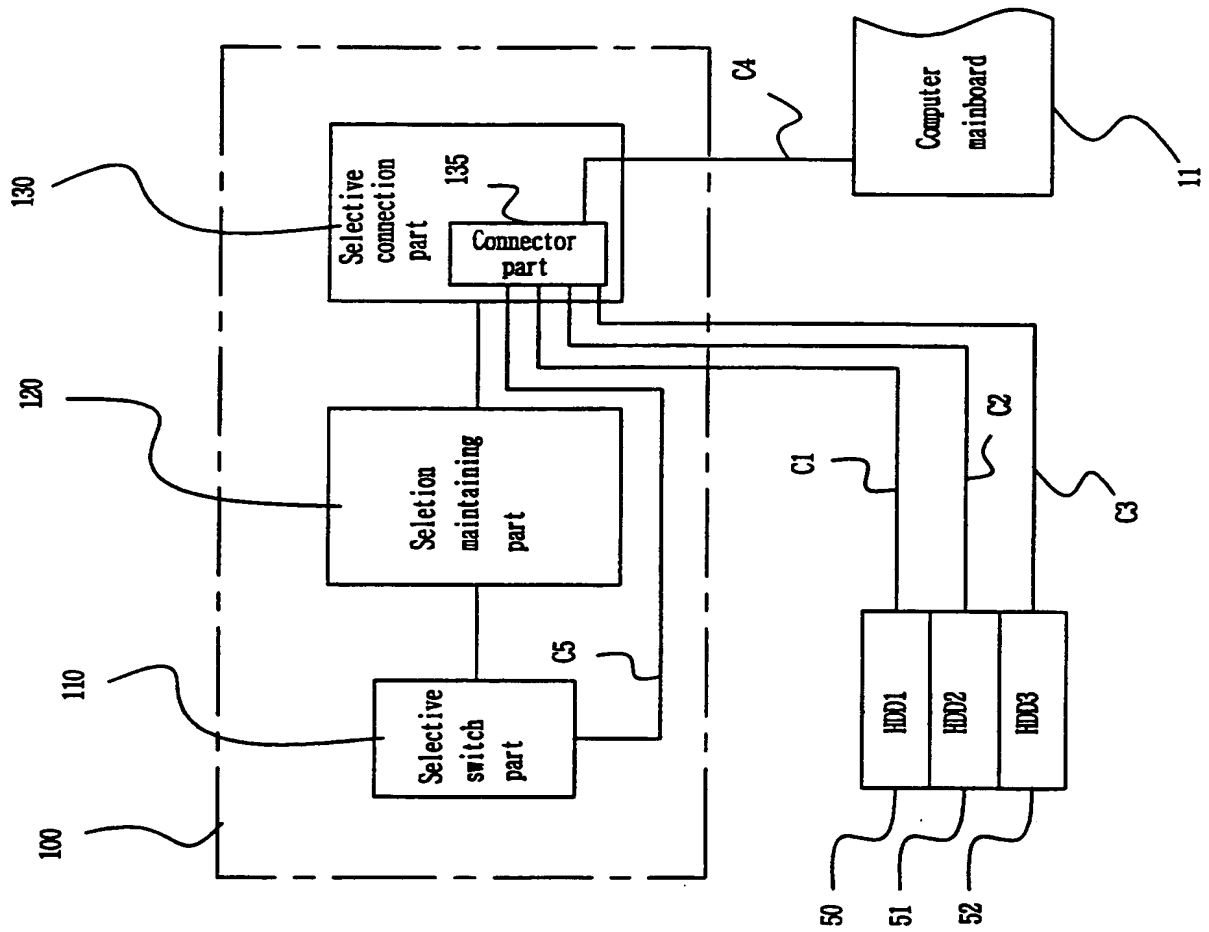 100
110
120
130
Selective
switch
part
Seletion
maintaining
part
Selective
connection
part
135
Connector
part
C5
C4
Computer
mainboard
11
C1
C2
C3
HDD1
HDD2
HDD3
50
51
52